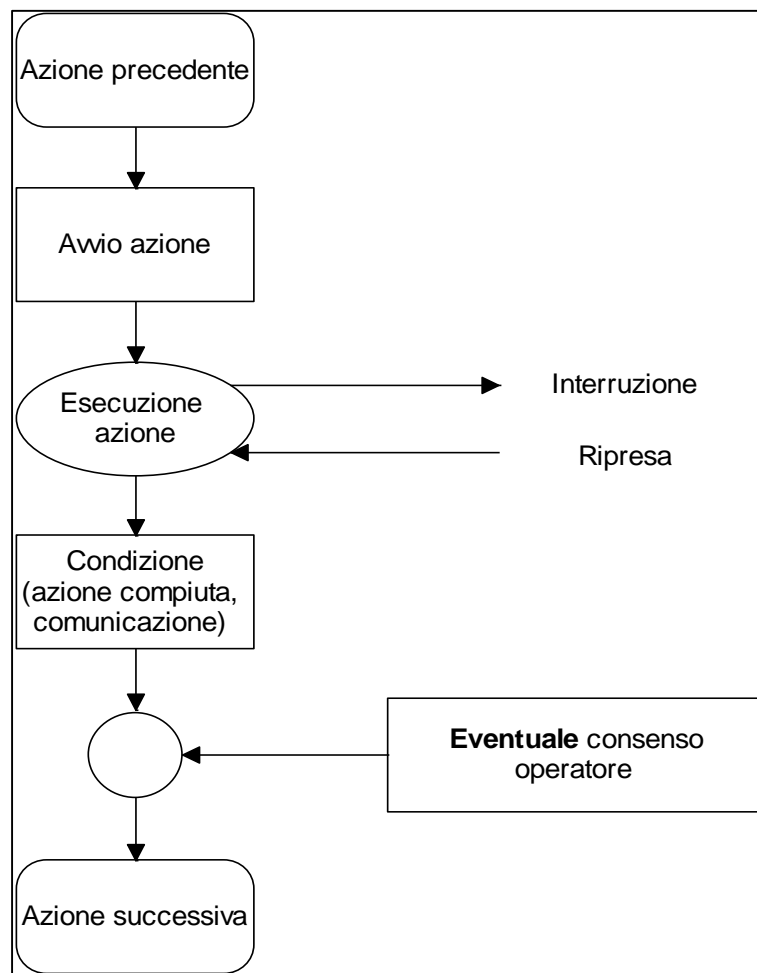 Azione precedente
Avvio azione
Esecuzione
azione
Interruzione
Ripresa
Condizione
(azione compiuta,
comunicazione)
Eventuale consenso
operatore
Azione successiva